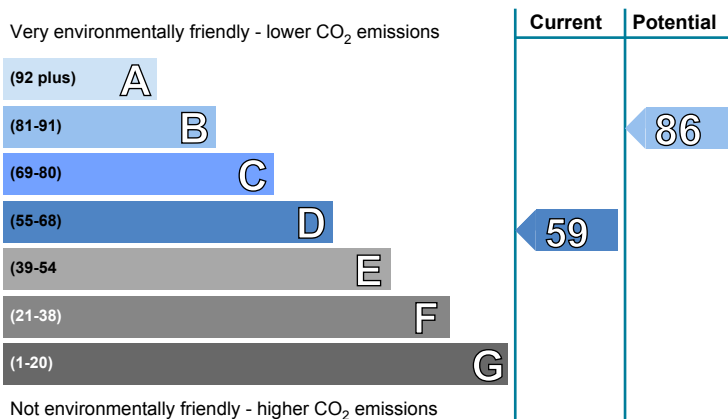 Current Potential
Very environmentally friendly - lower CO2 emissions
(92 plus) A
(81-91) B
86
(69-80) C
(55-68) D
59
(39-54 E
(21-38) F
(1-20) G
Not environmentally friendly - higher CO2 emissions